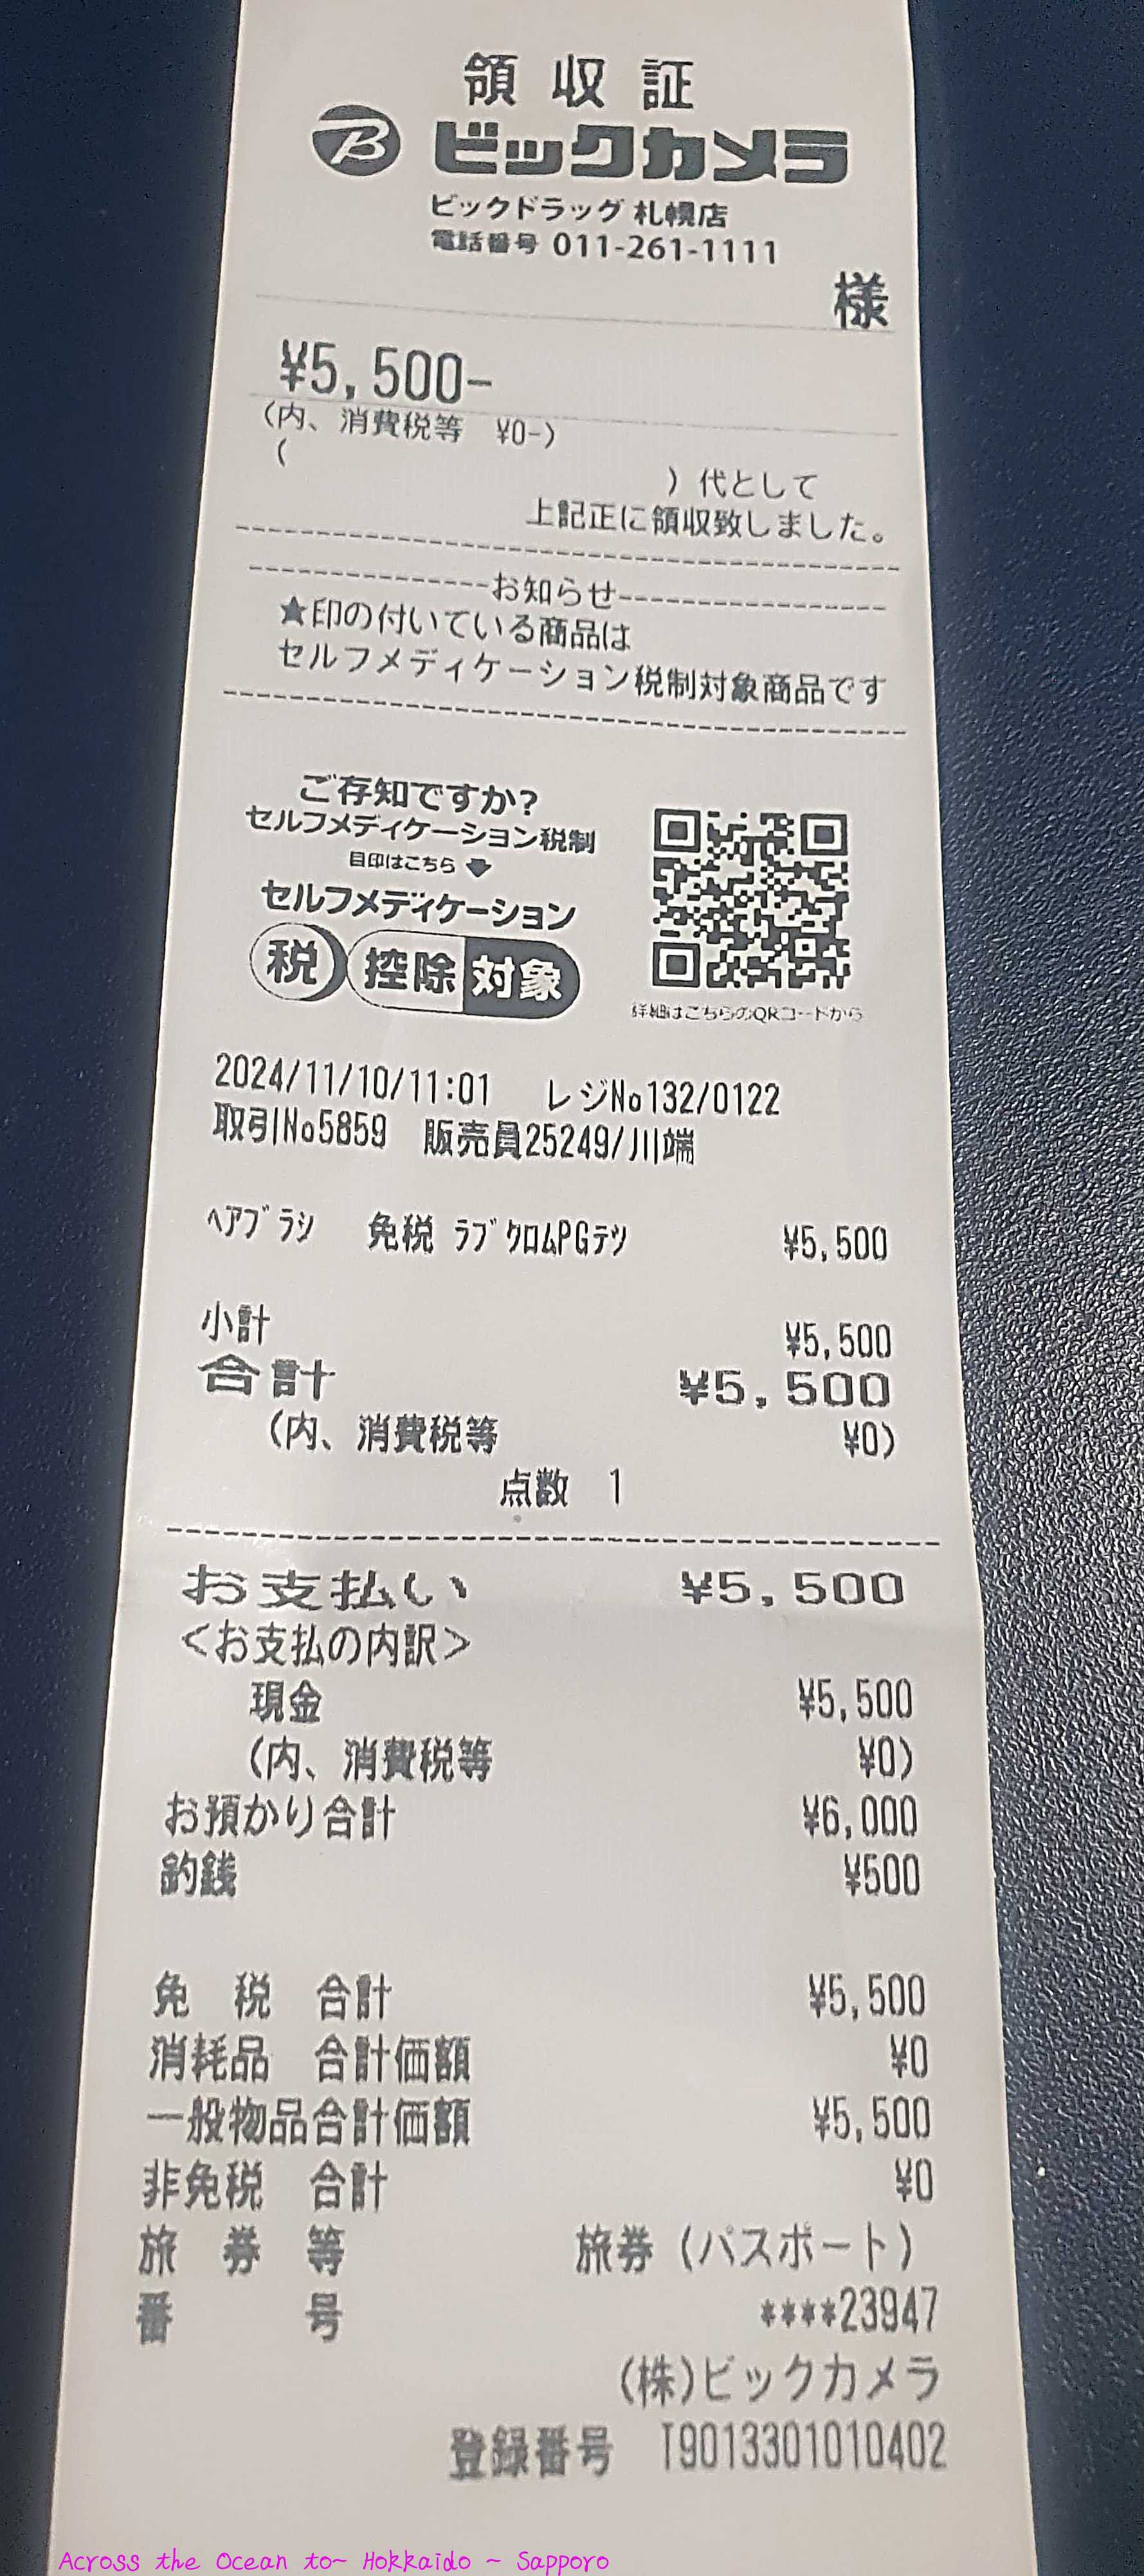 領収証
B ビックカメラ
ビックドラッグ 札幌店
電話番号 011-261-1111
様
¥5,500-
(内、消費税等 ¥0-)
(
) 代として
上記正に領収致しました。
お知らせ
★印の付いている商品は
セルフメディケーション税制対象商品です
ご存知ですか?
セルフメディケーション税制
目印はこちら
セルフメディケーション
税 控除 対象
詳細はこちらのQRコードから
2024/11/10/11:01 レジNo132/0122
取引No5859 販売員25249/川端
ﾍｱﾌﾞﾗｼ 免税 ﾗﾌﾞｸﾛﾑPGﾃﾂ ¥5,500
小計 ¥5,500
合計 ¥5,500
(内、消費税等 ¥0)
点数 1
お支払い ¥5,500
<お支払の内訳>
現金 ¥5,500
(内、消費税等 ¥0)
お預かり合計 ¥6,000
釣銭 ¥500
免 税 合計 ¥5,500
消耗品 合計価額 ¥0
一般物品合計価額 ¥5,500
非免税 合計 ¥0
旅 券 等 旅券(パスポート)
番 号 ****23947
(株)ビックカメラ
登録番号 T9013301010402
Across the Ocean to~ Hokkaido ~ Sapporo